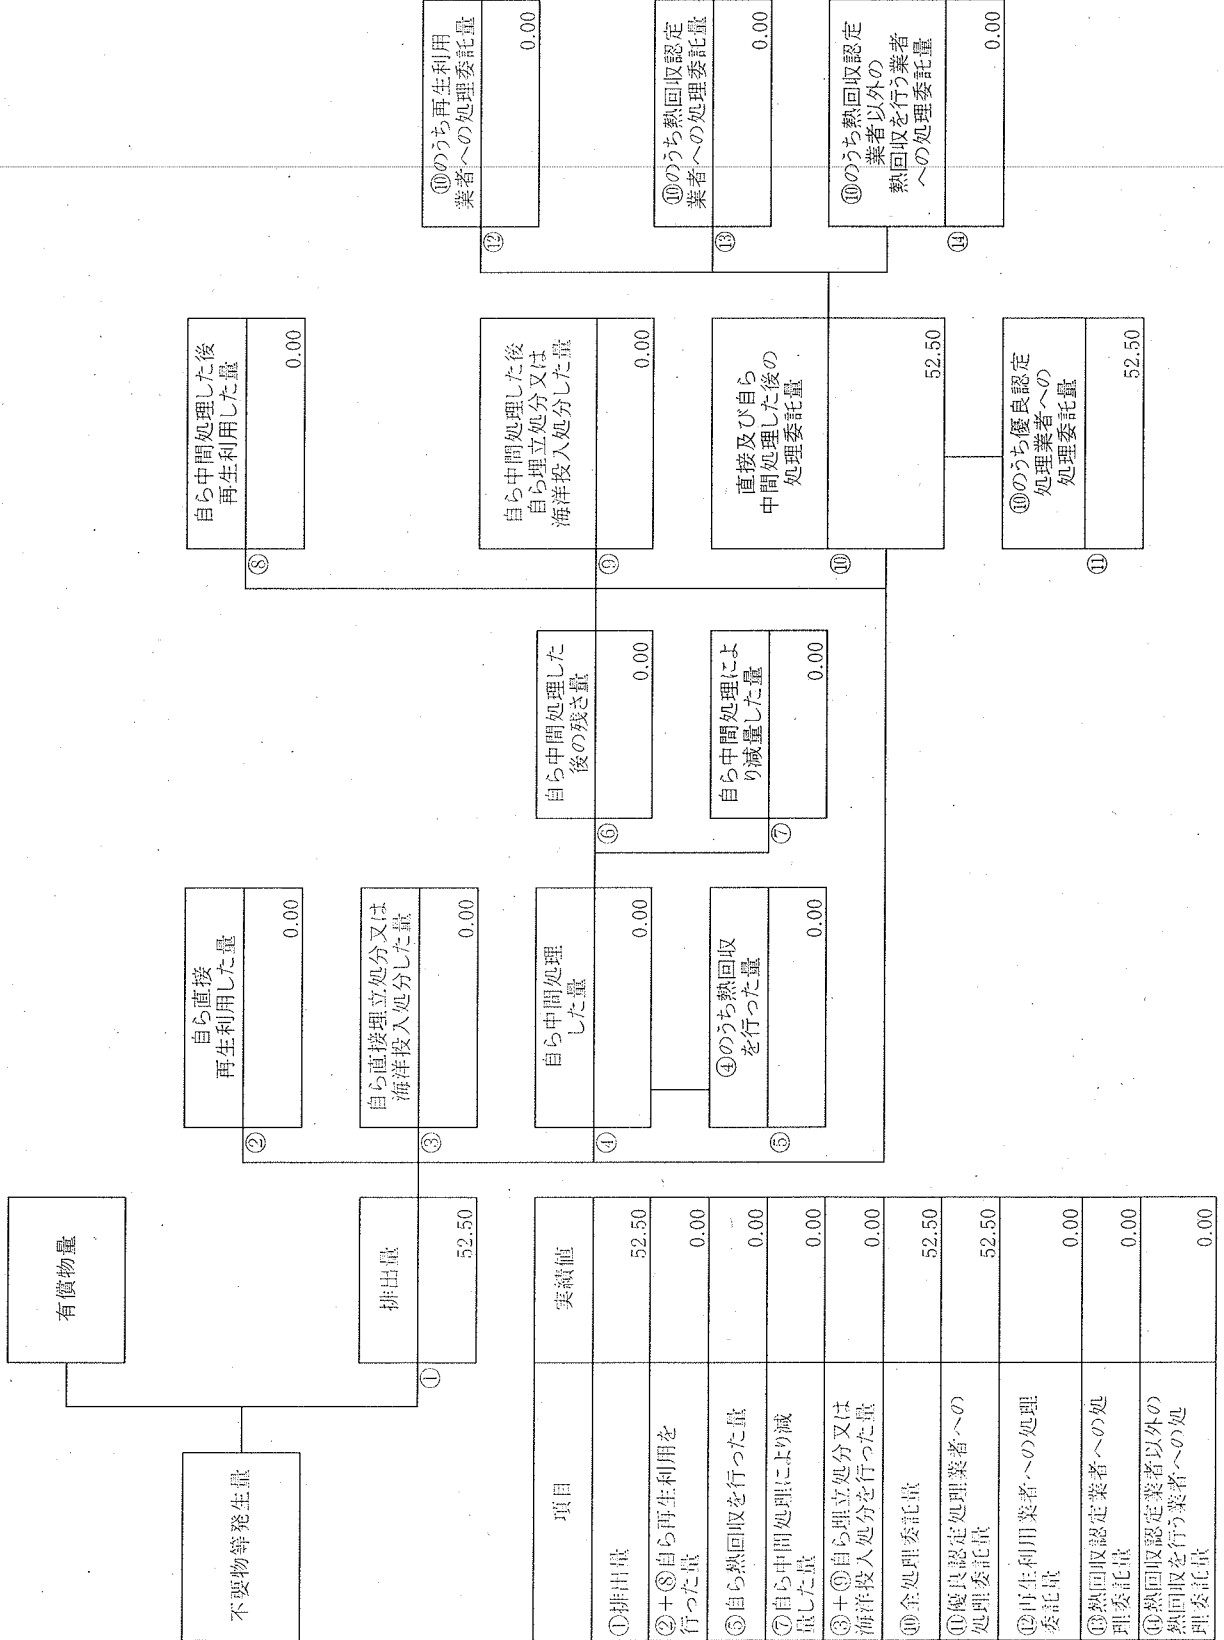 不要物等発生量
有償物量
排出量
①
52.50
自ら直接
再生利用した量
②
0.00
自ら直接埋立処分又は
海洋投入処分した量
③
0.00
自ら中間処理
した量
④
0.00
④のうち熱回収
を行った量
⑤
0.00
自ら中間処理した
後の残さ量
⑥
0.00
自ら中間処理によ
り減量した量
⑦
0.00
自ら中間処理した後
再生利用した量
⑧
0.00
自ら中間処理した後
自ら埋立処分又は
海洋投入処分した量
⑨
0.00
直接及び自ら
中間処理した後の
処理委託量
⑩
52.50
⑩のうち優良認定
処理業者への
処理委託量
⑪
52.50
⑩のうち再生利用
業者への処理委託量
⑫
0.00
⑩のうち熱回収認定
業者への処理委託量
⑬
0.00
⑩のうち熱回収認定
業者以外の
熱回収を行う業者
への処理委託量
⑭
0.00
項目 実績値
①排出量 52.50
②+⑧自ら再生利用を
行った量 0.00
⑤自ら熱回収を行った量 0.00
⑦自ら中間処理により減
量した量 0.00
③+⑨自ら埋立処分又は
海洋投入処分を行った量 0.00
⑩全処理委託量 52.50
⑪優良認定処理業者への
処理委託量 52.50
⑫再生利用業者への処理
委託量 0.00
⑬熱回収認定業者への処
理委託量 0.00
⑭熱回収認定業者以外の
熱回収を行う業者への処
理委託量 0.00